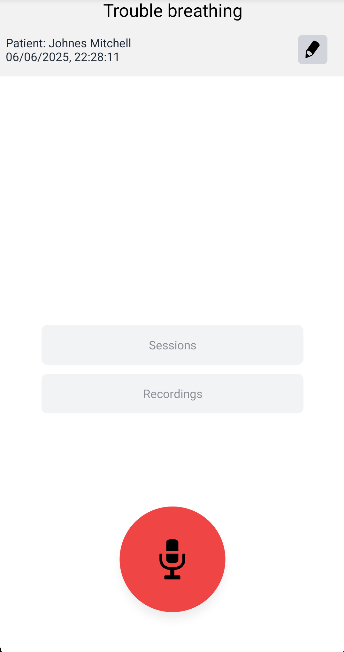 Trouble breathing
Patient: Johnes Mitchell
06/06/2025, 22:28:11
Sessions
Recordings